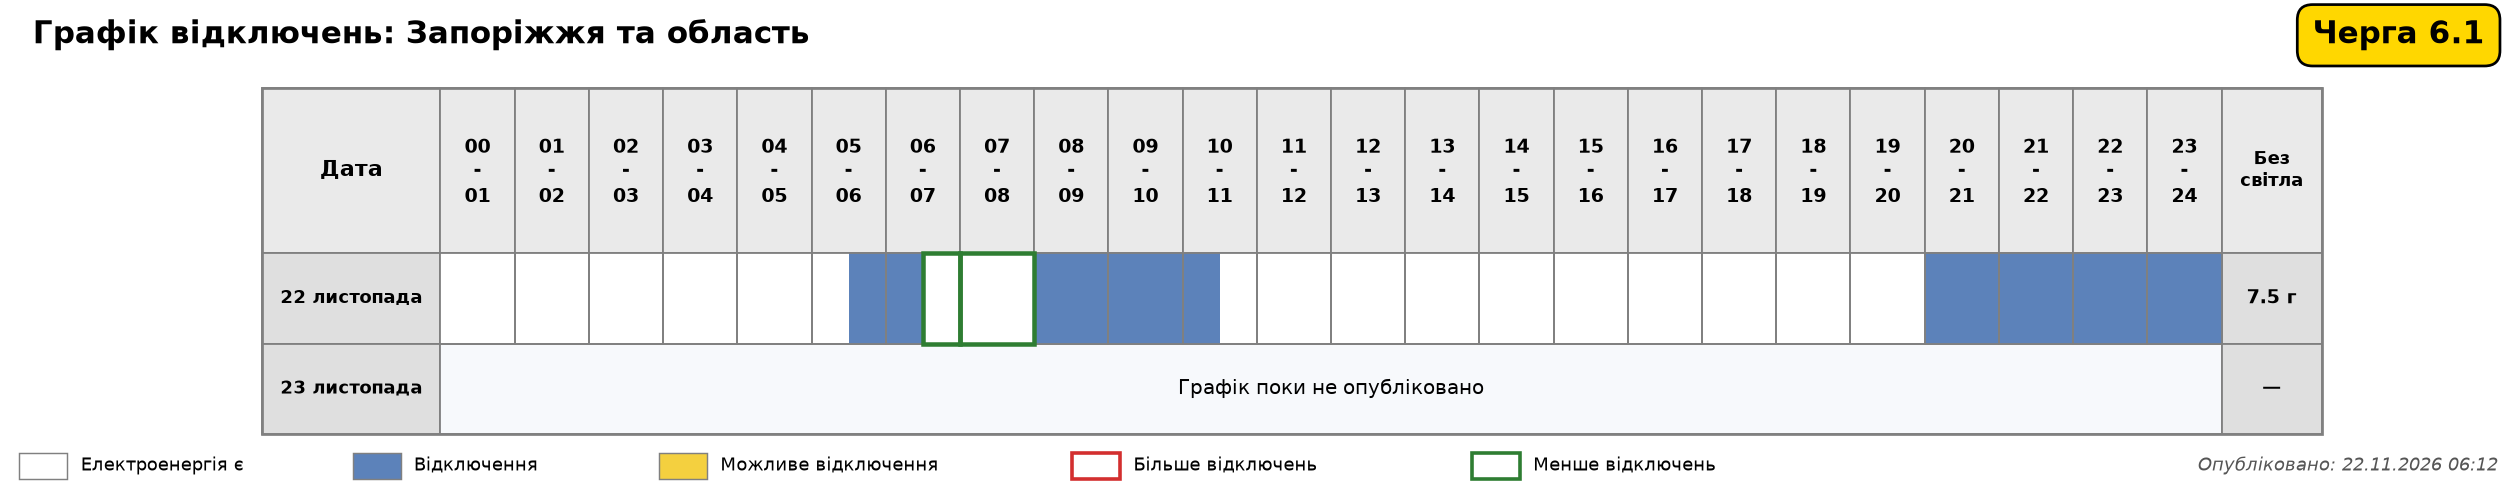 Графік відключень: Запоріжжя та область
Черга 6.1
Дата
00 - 01
01 - 02
02 - 03
03 - 04
04 - 05
05 - 06
06 - 07
07 - 08
08 - 09
09 - 10
10 - 11
11 - 12
12 - 13
13 - 14
14 - 15
15 - 16
16 - 17
17 - 18
18 - 19
19 - 20
20 - 21
21 - 22
22 - 23
23 - 24
Без
світла
22 листопада
7.5 г
23 листопада
Графік поки не опубліковано
—
Електроенергія є
Відключення
Можливе відключення
Більше відключень
Менше відключень
Опубліковано: 22.11.2026 06:12